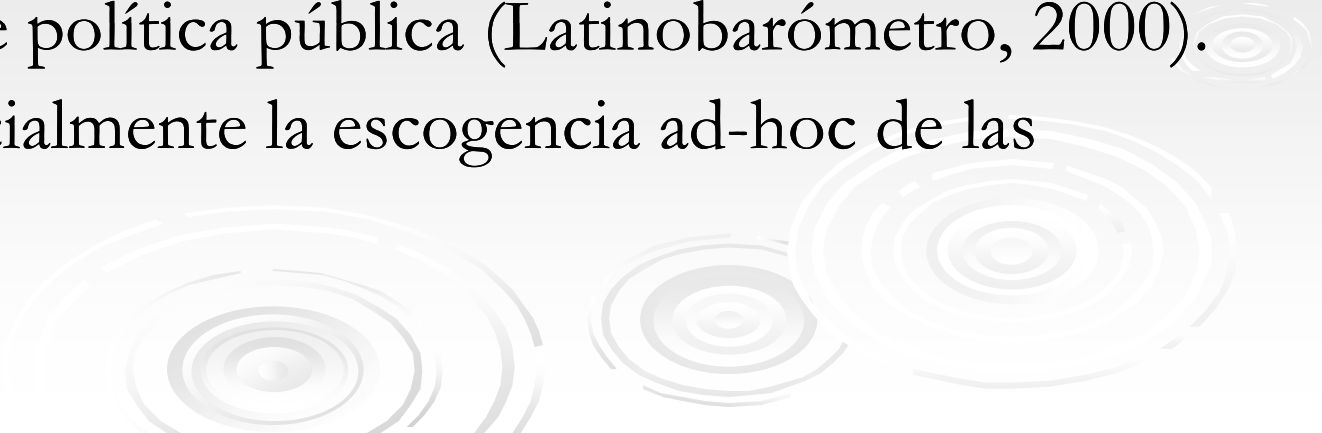 e política pública (Latinobarómetro, 2000).
cialmente la escogencia ad-hoc de las